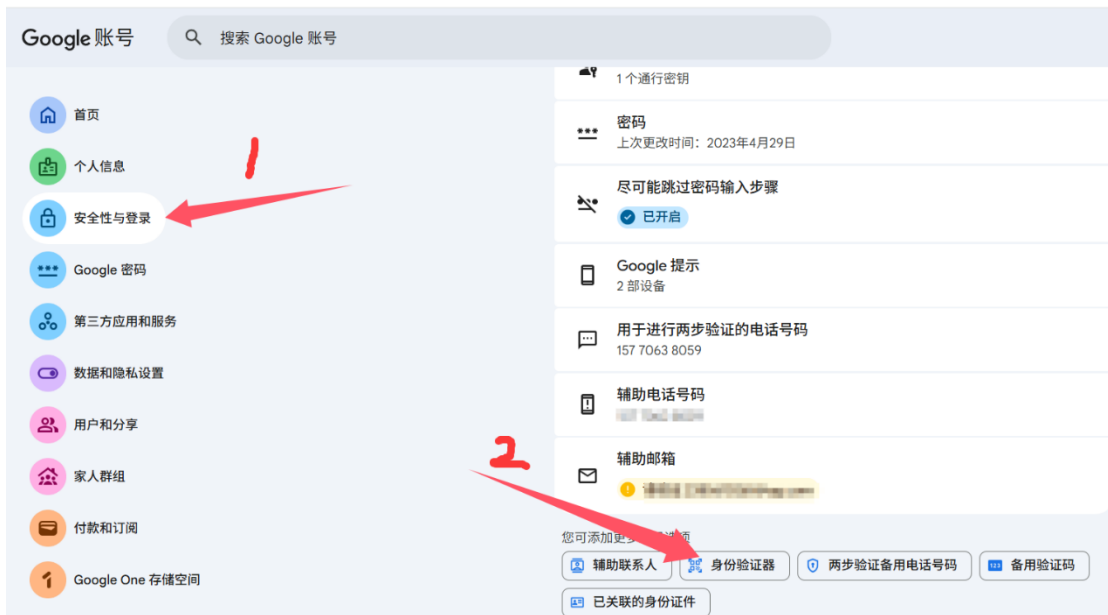 Google 账号
搜索 Google 账号
首页
个人信息
安全性与登录
Google 密码
第三方应用和服务
数据和隐私设置
用户和分享
家人群组
付款和订阅
Google One 存储空间
1
1 个通行密钥
密码
上次更改时间：2023年4月29日
尽可能跳过密码输入步骤
已开启
Google 提示
2 部设备
用于进行两步验证的电话号码
157 7063 8059
辅助电话号码
辅助邮箱
2
您可添加更多 选项
辅助联系人
身份验证器
两步验证备用电话号码
123 备用验证码
已关联的身份证件